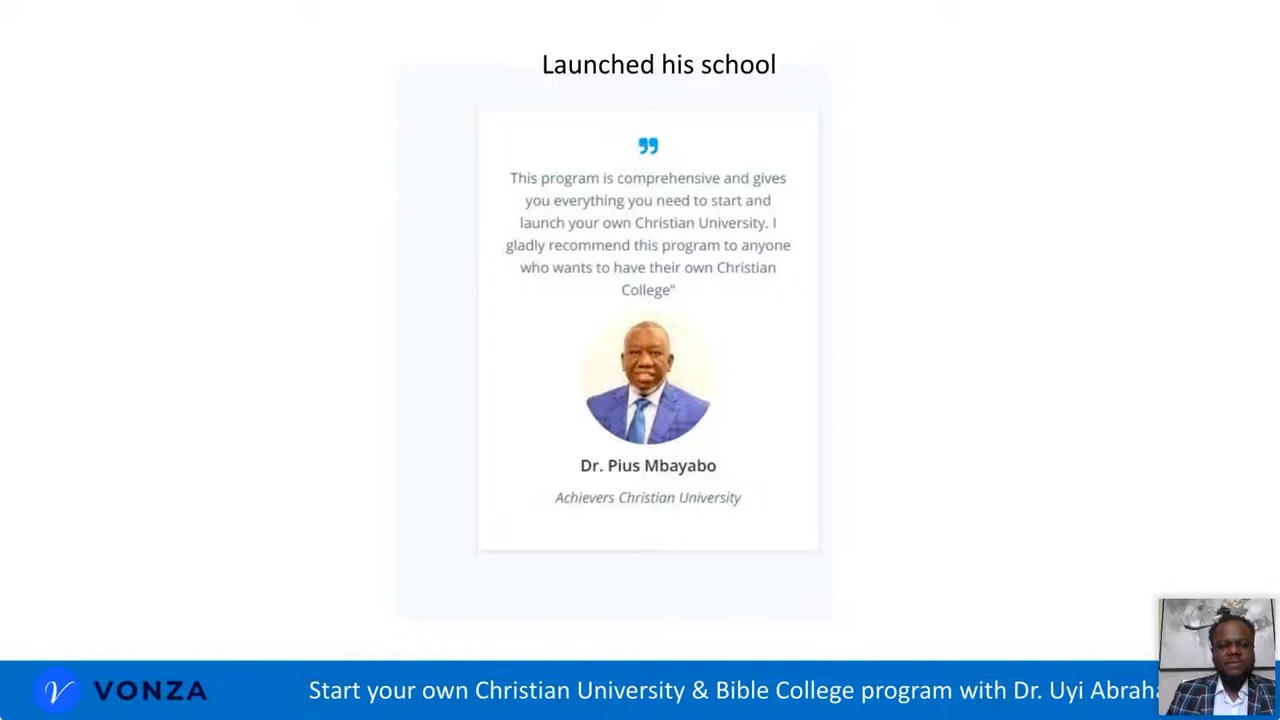 Launched his school
”
This program is comprehensive and gives
you everything you need to start and
launch your own Christian University. I
gladly recommend this program to anyone
who wants to have their own Christian
College"
Dr. Pius Mbayabo
Achievers Christian University
V VONZA
Start your own Christian University & Bible College program with Dr. Uyi Abraha